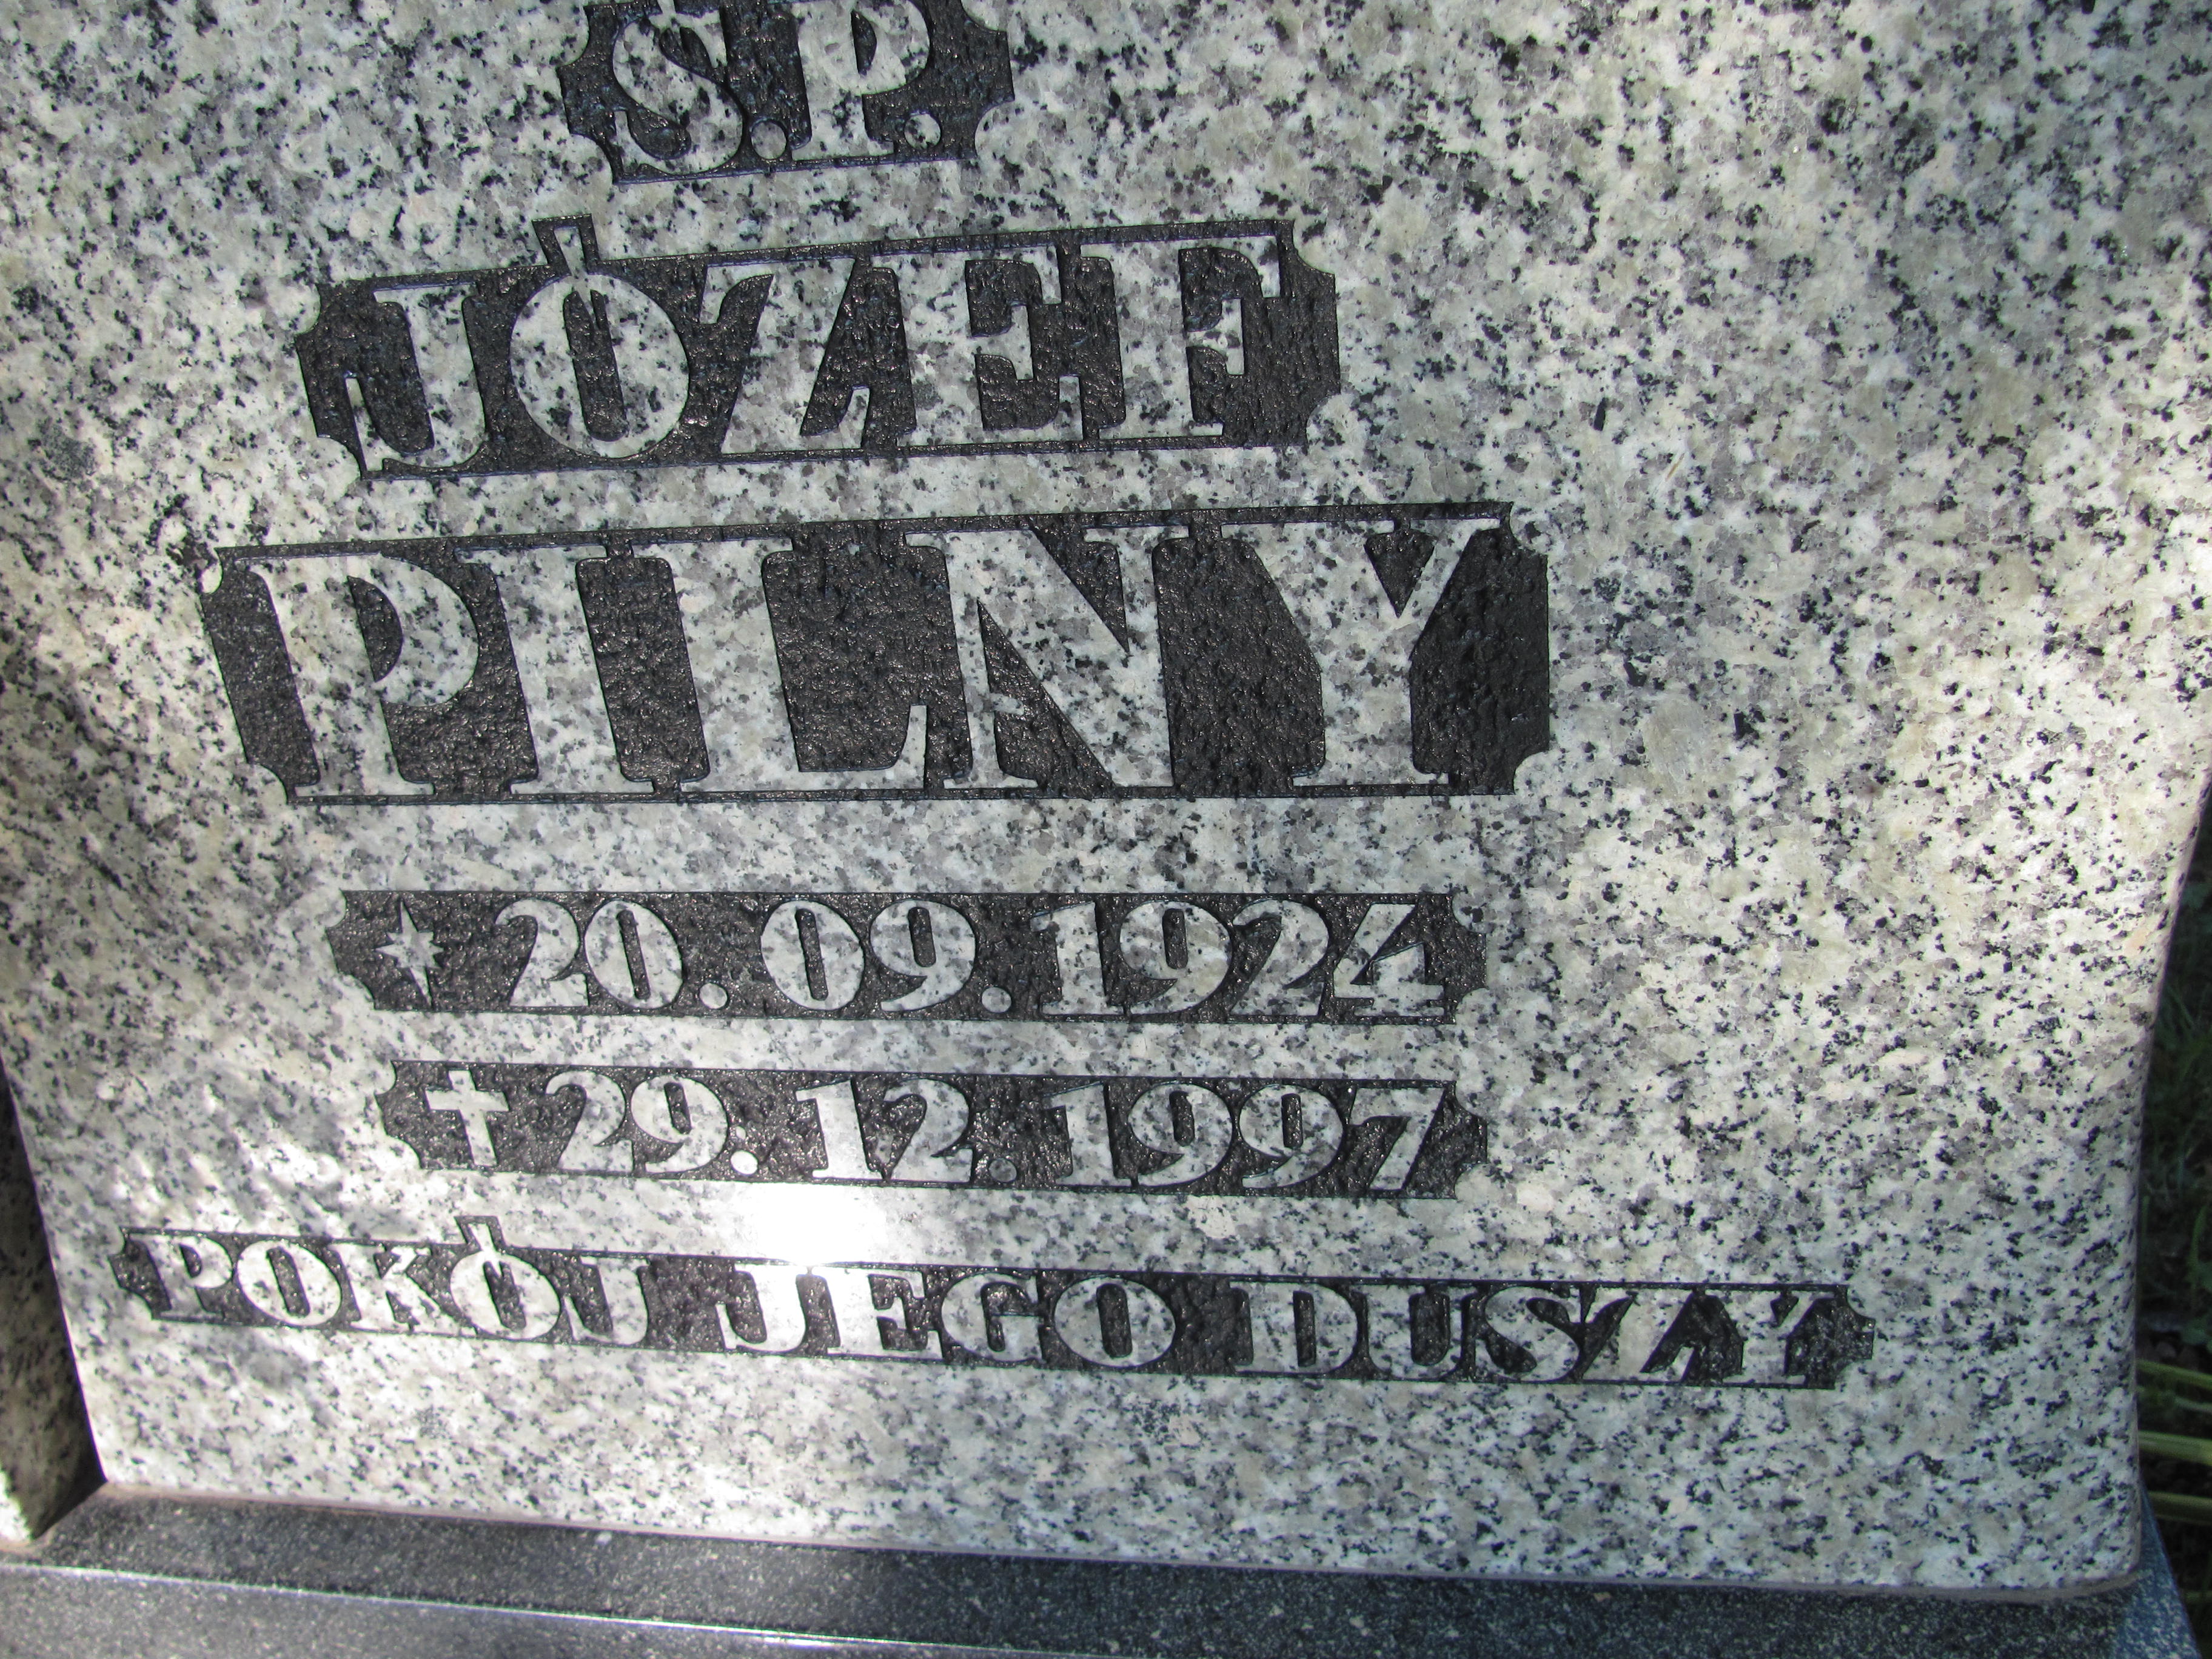 Ś.P.
JÓZEF
PILNY
20.09.1924
29.12.1997
POKÓJ JEGO DUSZY